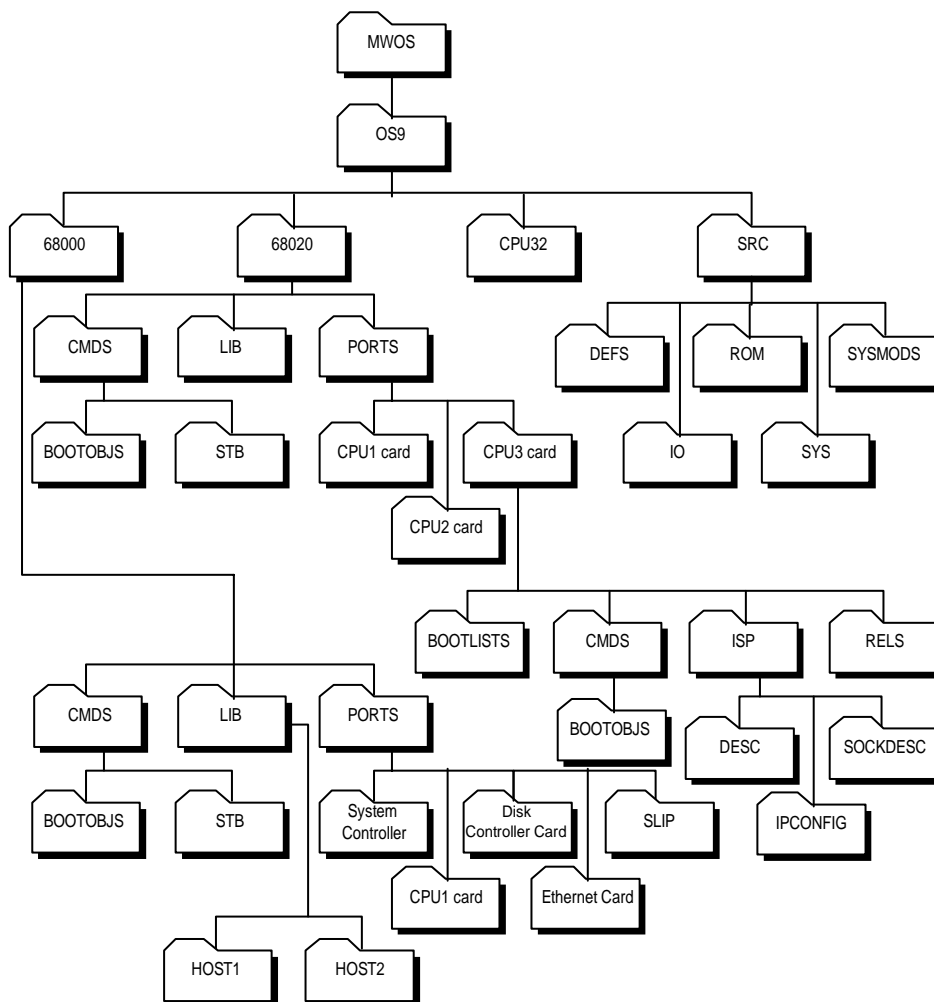 MWOS
OS9
68000
68020
CPU32
SRC
CMDS
LIB
PORTS
DEFS
ROM
SYSMODS
BOOTOBJS
STB
CPU1 card
CPU3 card
IO
SYS
CPU2 card
BOOTLISTS
CMDS
ISP
RELS
CMDS
LIB
PORTS
BOOTOBJS
DESC
SOCKDESC
BOOTOBJS
STB
System
Controller
Disk
Controller Card
SLIP
IPCONFIG
CPU1 card
Ethernet Card
HOST1
HOST2